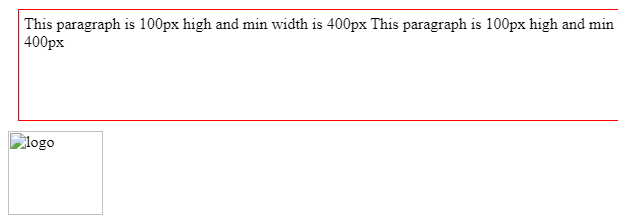 This paragraph is 100px high and min width is 400px This paragraph is 100px high and min
400px
logo